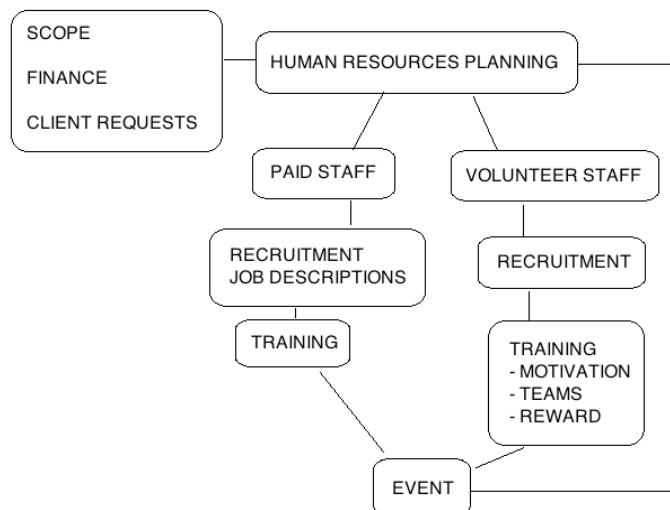 SCOPE
FINANCE
CLIENT REQUESTS
HUMAN RESOURCES PLANNING
PAID STAFF
VOLUNTEER STAFF
RECRUITMENT
JOB DESCRIPTIONS
RECRUITMENT
TRAINING
TRAINING
- MOTIVATION
- TEAMS
- REWARD
EVENT